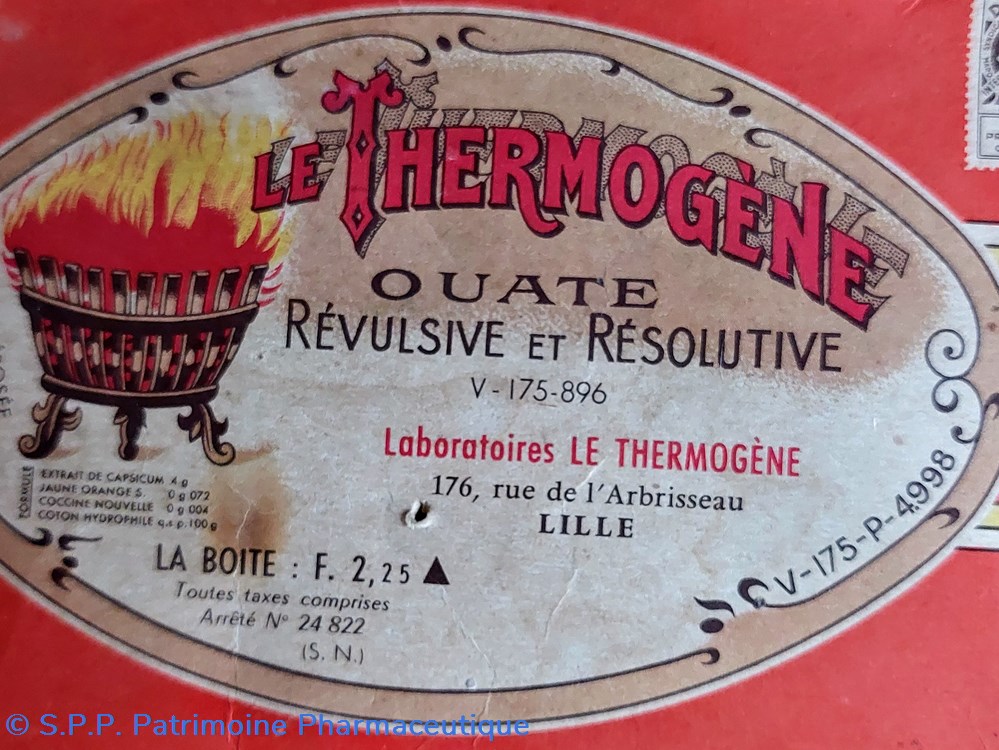 LE THERMOGÈNE
OUATE
RÉVULSIVE ET RÉSOLUTIVE
V-175-896
Laboratoires LE THERMOGÈNE
176, rue de l'Arbrisseau
LILLE
FORMULE
EXTRAIT DE CAPSICUM 4 g
JAUNE ORANGE S. 0 g 072
COCCINE NOUVELLE 0 g 004
COTON HYDROPHILE q.s p. 100 g
LA BOITE : F. 2,25 ▲
Toutes taxes comprises
Arrêté N° 24 822
(S. N.)
V-175-P-4998
© S.P.P. Patrimoine Pharmaceutique